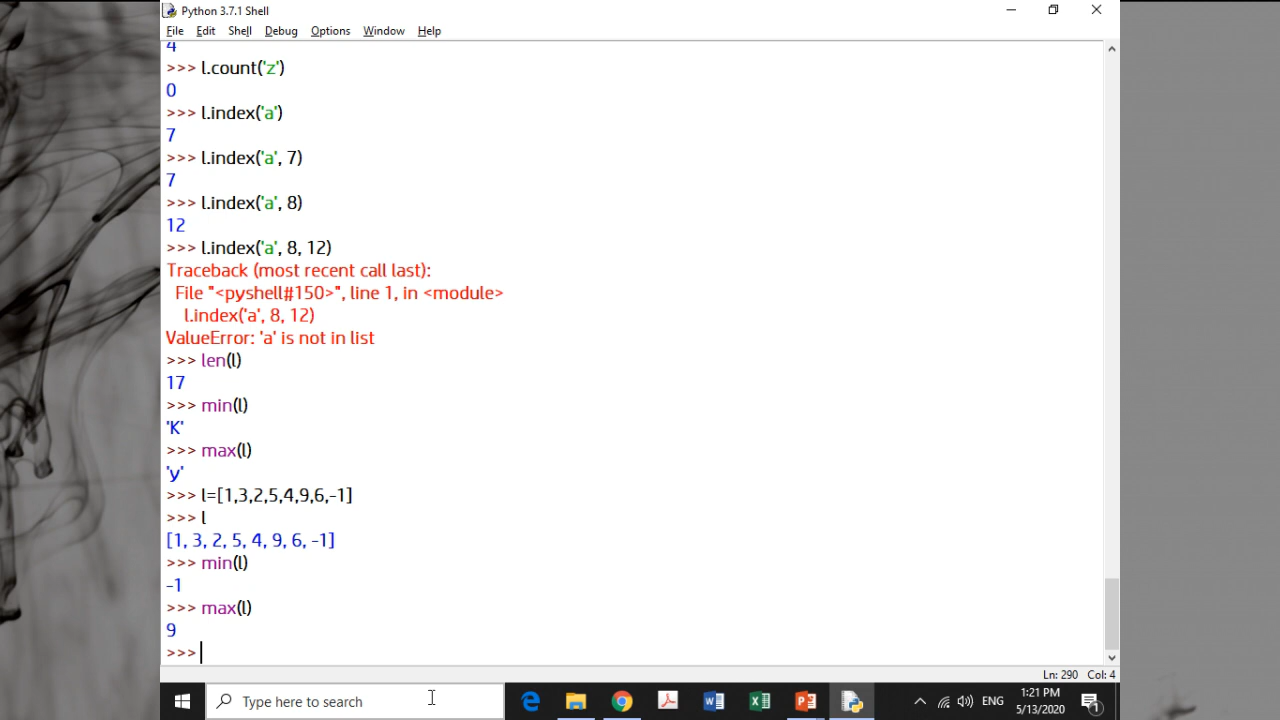 Python 3.7.1 Shell
File Edit Shell Debug Options Window Help
4
>>> l.count('z')
0
>>> l.index('a')
7
>>> l.index('a', 7)
7
>>> l.index('a', 8)
12
>>> l.index('a', 8, 12)
Traceback (most recent call last):
File "<pyshell#150>", line 1, in <module>
l.index('a', 8, 12)
ValueError: 'a' is not in list
>>> len(l)
17
>>> min(l)
'K'
>>> max(l)
'y'
>>> l=[1,3,2,5,4,9,6,-1]
>>> l
[1, 3, 2, 5, 4, 9, 6, -1]
>>> min(l)
-1
>>> max(l)
9
>>>
Ln: 290 Col: 4
Type here to search
ENG
1:21 PM
5/13/2020
1